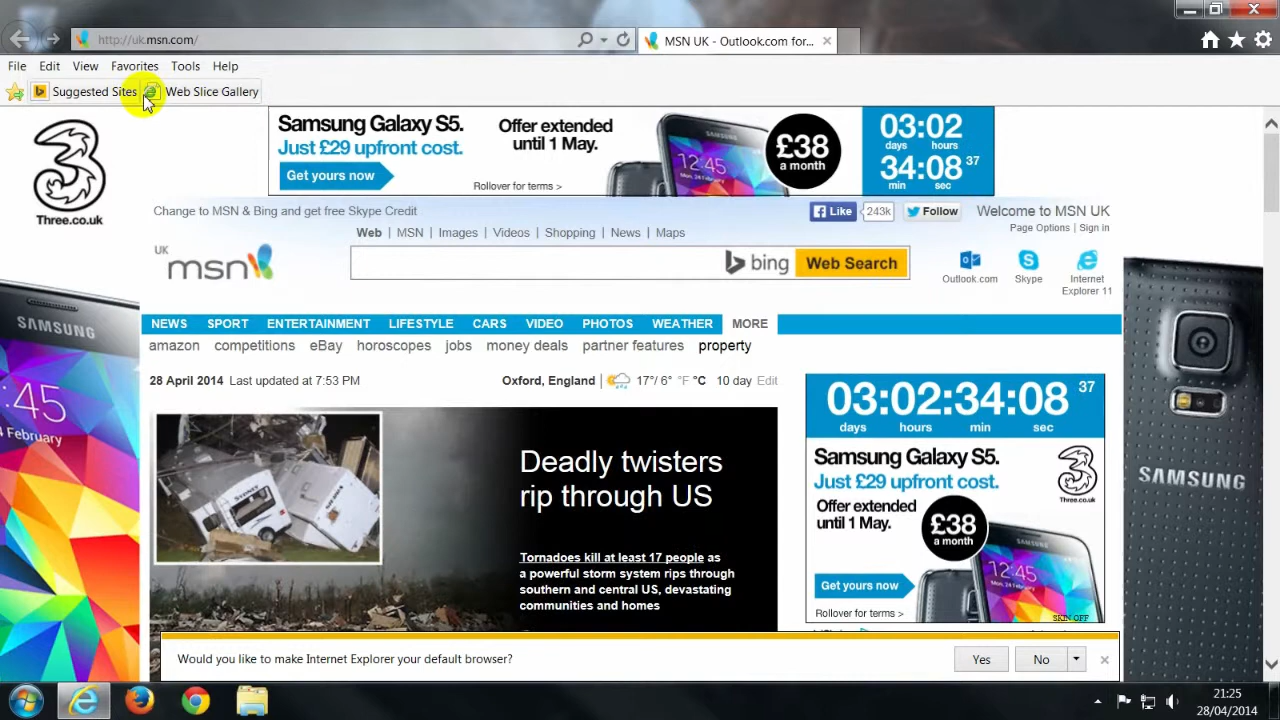 http://uk.msn.com/
MSN UK - Outlook.com for...
File Edit View Favorites Tools Help
Suggested Sites Web Slice Gallery
Three.co.uk
Samsung Galaxy S5.
Just £29 upfront cost.
Get yours now
Offer extended
until 1 May.
Rollover for terms >
12:45
£38
a month
03:02
days hours
34:08 37
min sec
Change to MSN & Bing and get free Skype Credit
Like 243k Follow Welcome to MSN UK
Page Options | Sign in
Web | MSN | Images | Videos | Shopping | News | Maps
UK
msn
bing Web Search
Outlook.com Skype Internet
Explorer 11
NEWS SPORT ENTERTAINMENT LIFESTYLE CARS VIDEO PHOTOS WEATHER MORE
amazon competitions eBay horoscopes jobs money deals partner features property
28 April 2014 Last updated at 7:53 PM
Oxford, England | 17°/ 6° °F °C 10 day Edit
SAMSUNG
:45
February
Deadly twisters
rip through US
Tornadoes kill at least 17 people as
a powerful storm system rips through
southern and central US, devastating
communities and homes
03:02:34:08 37
days hours min sec
Samsung Galaxy S5.
Just £29 upfront cost.
Three.co.uk
Offer extended
until 1 May.
£38
a month
12:45
Get yours now
Rollover for terms >
SKIN OFF
SAMSUNG
Would you like to make Internet Explorer your default browser?
Yes No
21:25
28/04/2014